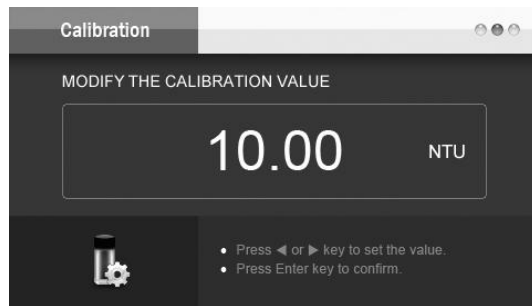 Calibration
MODIFY THE CALIBRATION VALUE
10.00 NTU
• Press ◀ or ▶ key to set the value.
• Press Enter key to confirm.